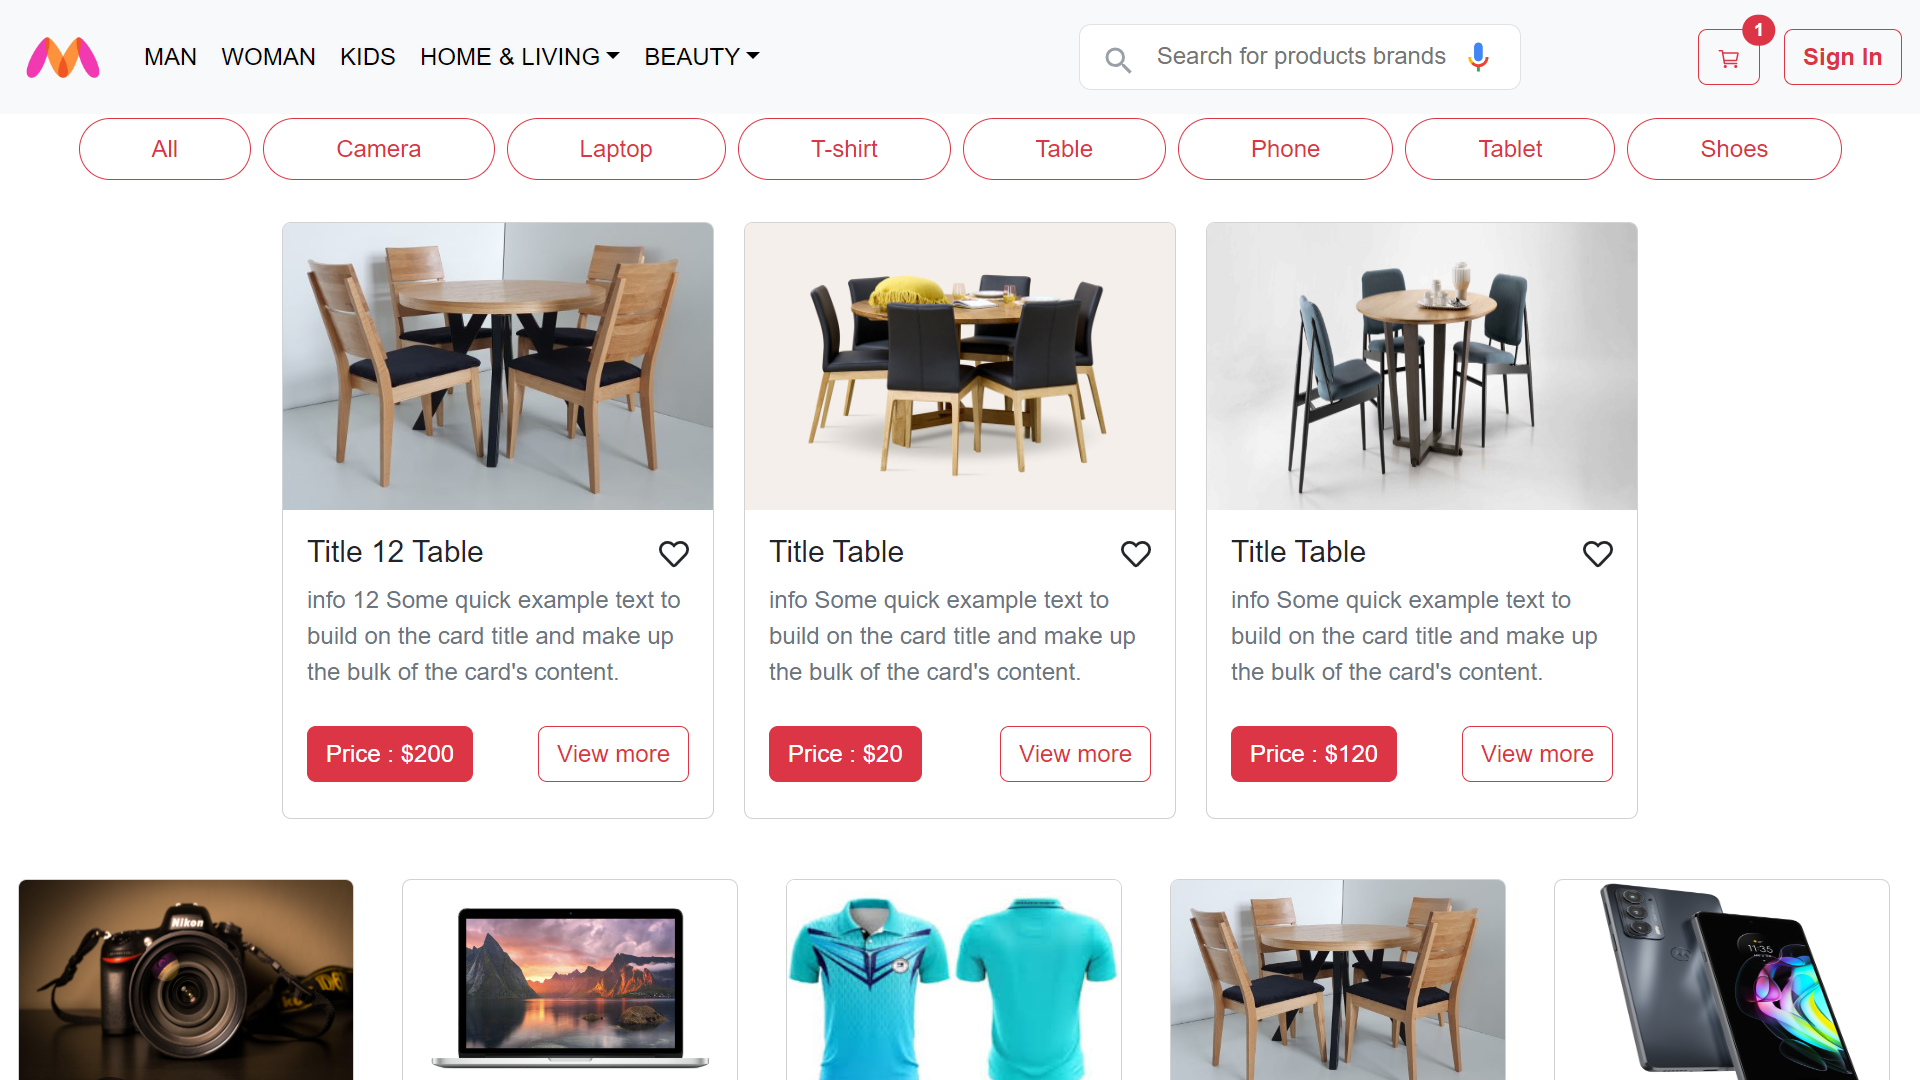 MAN WOMAN KIDS HOME & LIVING BEAUTY Search for products brands 1 Sign In
All Camera Laptop T-shirt Table Phone Tablet Shoes
Title 12 Table
info 12 Some quick example text to
build on the card title and make up
the bulk of the card's content.
Price : $200 View more
Title Table
info Some quick example text to
build on the card title and make up
the bulk of the card's content.
Price : $20 View more
Title Table
info Some quick example text to
build on the card title and make up
the bulk of the card's content.
Price : $120 View more
Nikon
11:35